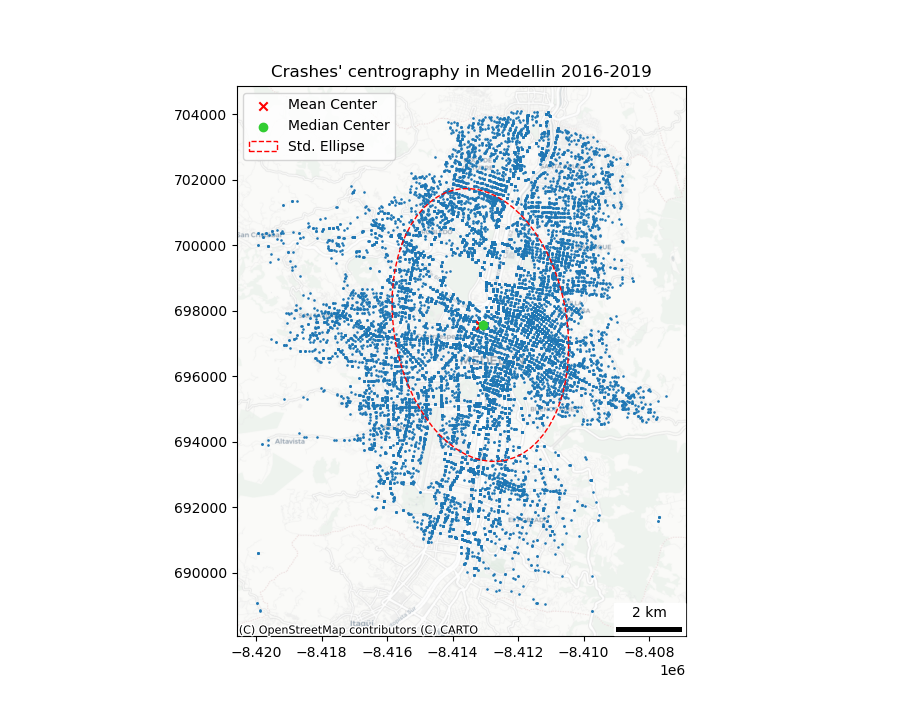 Crashes' centrography in Medellin 2016-2019
Mean Center
Median Center
Std. Ellipse
704000
702000
700000
698000
696000
694000
692000
690000
Altavista
Itagüí
2 km
(C) OpenStreetMap contributors (C) CARTO
−8.420 −8.418 −8.416 −8.414 −8.412 −8.410 −8.408
1e6